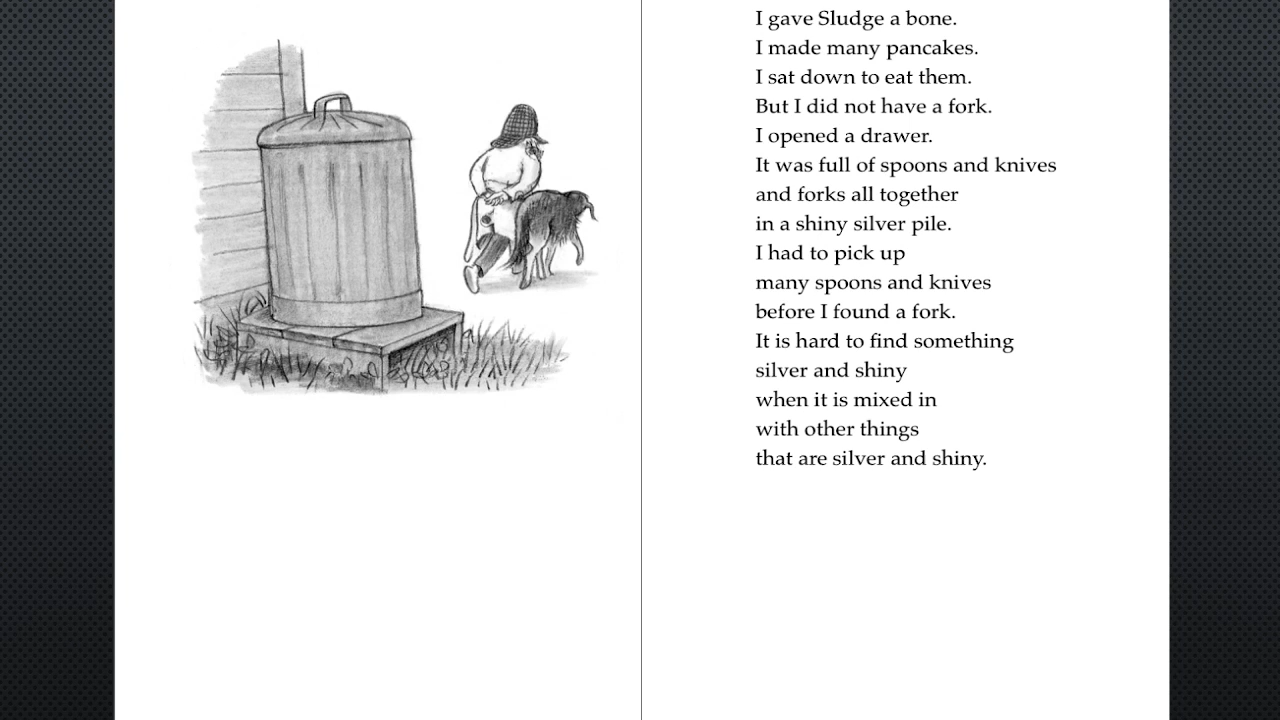 I gave Sludge a bone.
I made many pancakes.
I sat down to eat them.
But I did not have a fork.
I opened a drawer.
It was full of spoons and knives
and forks all together
in a shiny silver pile.
I had to pick up
many spoons and knives
before I found a fork.
It is hard to find something
silver and shiny
when it is mixed in
with other things
that are silver and shiny.